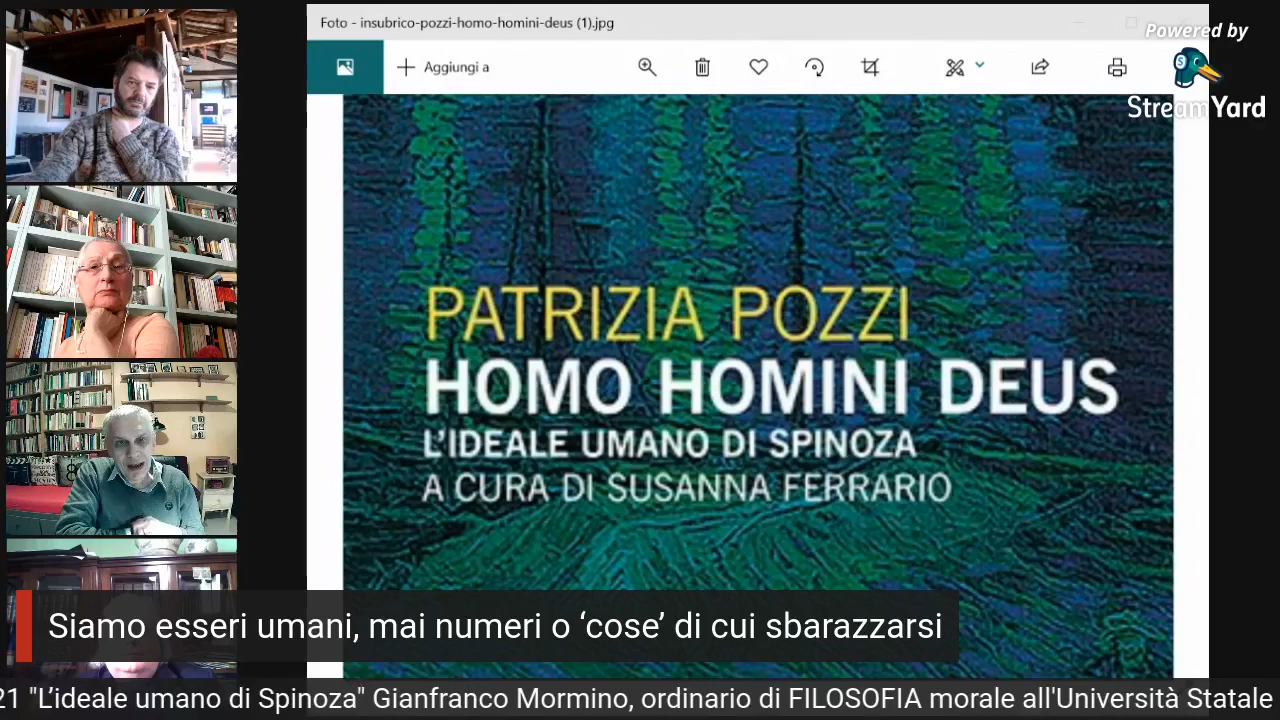 Foto - insubrico-pozzi-homo-homini-deus (1).jpg
Powered by
StreamYard
Aggiungi a
PATRIZIA POZZI
HOMO HOMINI DEUS
L'IDEALE UMANO DI SPINOZA
A CURA DI SUSANNA FERRARIO
Siamo esseri umani, mai numeri o ‘cose’ di cui sbarazzarsi
21 "L’ideale umano di Spinoza" Gianfranco Mormino, ordinario di FILOSOFIA morale all'Università Statale